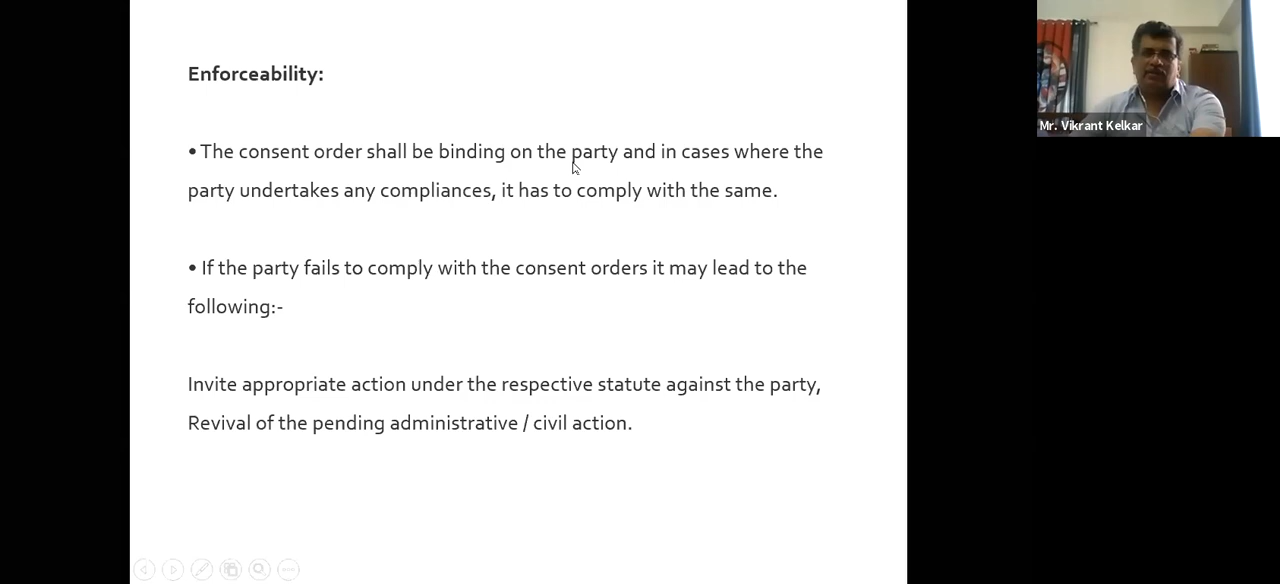 Enforceability:
• The consent order shall be binding on the party and in cases where the
party undertakes any compliances, it has to comply with the same.
• If the party fails to comply with the consent orders it may lead to the
following:-
Invite appropriate action under the respective statute against the party,
Revival of the pending administrative / civil action.
Mr. Vikrant Kelkar